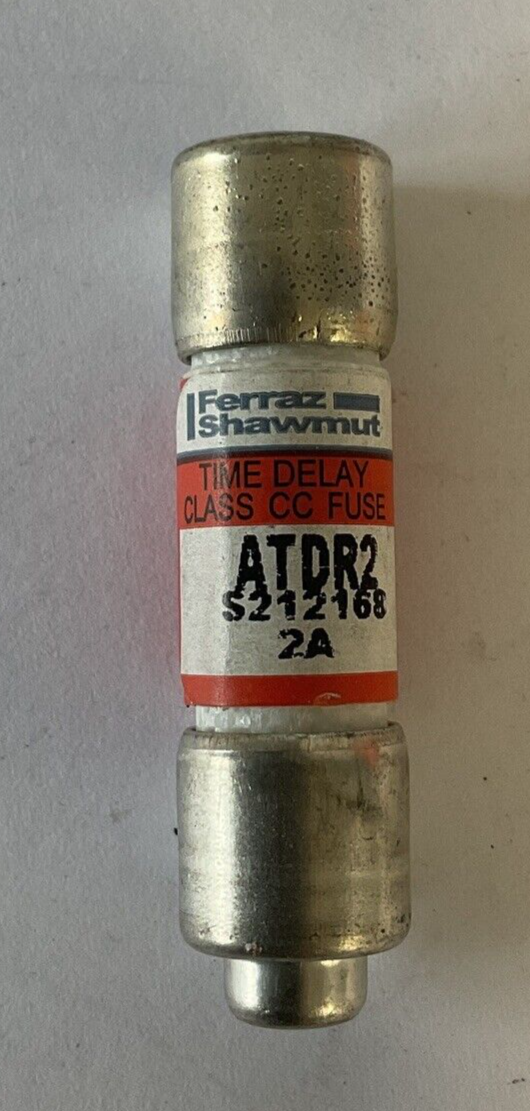 Ferraz
Shawmut
TIME DELAY
CLASS CC FUSE
ATDR2
S212168
2A